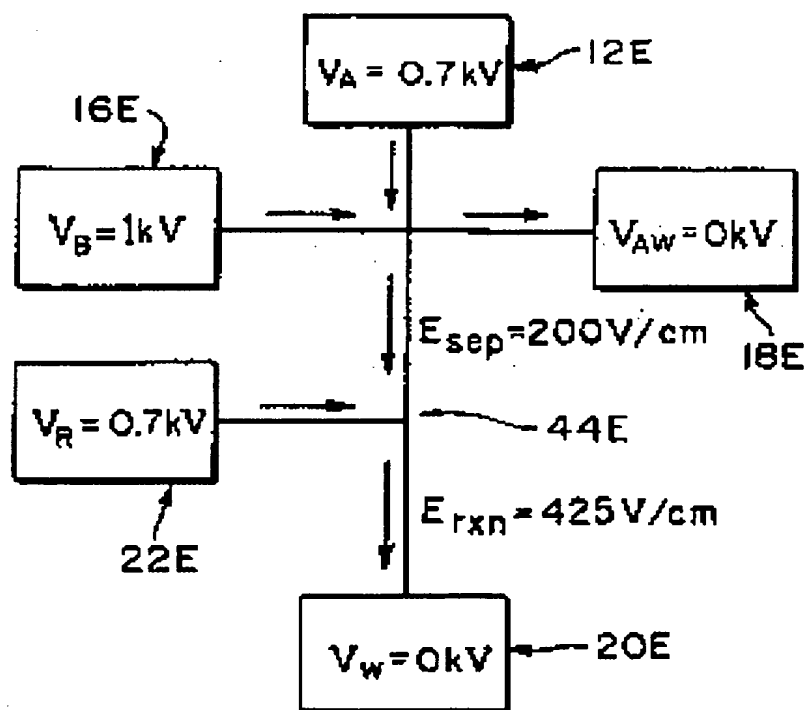 V_A = 0.7kV
12E
16E
V_B = 1kV
V_AW = 0kV
E_sep = 200V/cm
18E
V_R = 0.7kV
44E
E_rxn = 425V/cm
22E
V_W = 0kV
20E